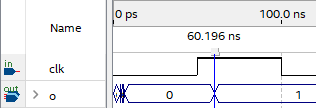 Name
0 ps
100.0 ns
60.196 ns
in
clk
out
o
0
1